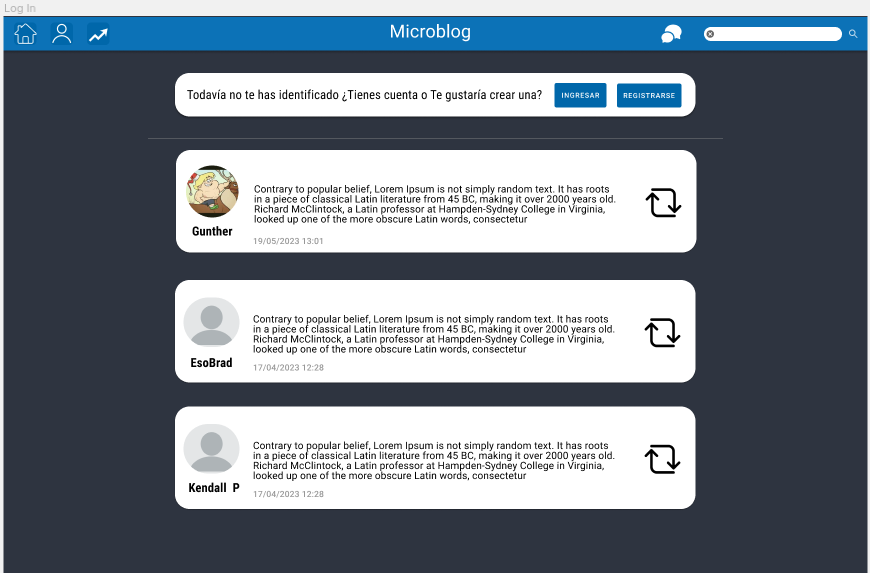 Log In
Microblog
Todavía no te has identificado ¿Tienes cuenta o Te gustaría crear una?
INGRESAR
REGISTRARSE
Contrary to popular belief, Lorem Ipsum is not simply random text. It has roots
in a piece of classical Latin literature from 45 BC, making it over 2000 years old.
Richard McClintock, a Latin professor at Hampden-Sydney College in Virginia,
looked up one of the more obscure Latin words, consectetur
Gunther
19/05/2023 13:01
Contrary to popular belief, Lorem Ipsum is not simply random text. It has roots
in a piece of classical Latin literature from 45 BC, making it over 2000 years old.
Richard McClintock, a Latin professor at Hampden-Sydney College in Virginia,
looked up one of the more obscure Latin words, consectetur
EsoBrad
17/04/2023 12:28
Contrary to popular belief, Lorem Ipsum is not simply random text. It has roots
in a piece of classical Latin literature from 45 BC, making it over 2000 years old.
Richard McClintock, a Latin professor at Hampden-Sydney College in Virginia,
looked up one of the more obscure Latin words, consectetur
Kendall P
17/04/2023 12:28